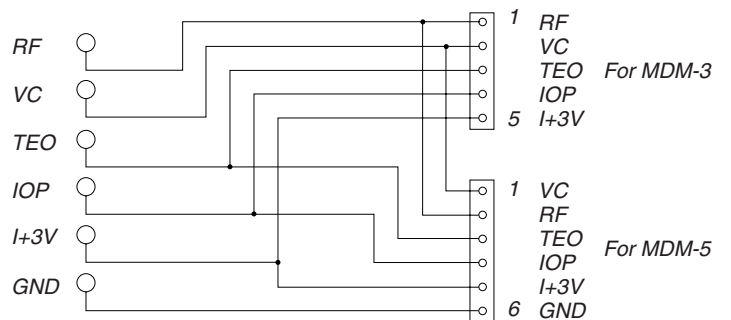 RF
VC
TEO
IOP
I+3V
GND
1 RF
VC
TEO For MDM-3
IOP
5 I+3V
1 VC
RF
TEO
For MDM-5
IOP
I+3V
6 GND